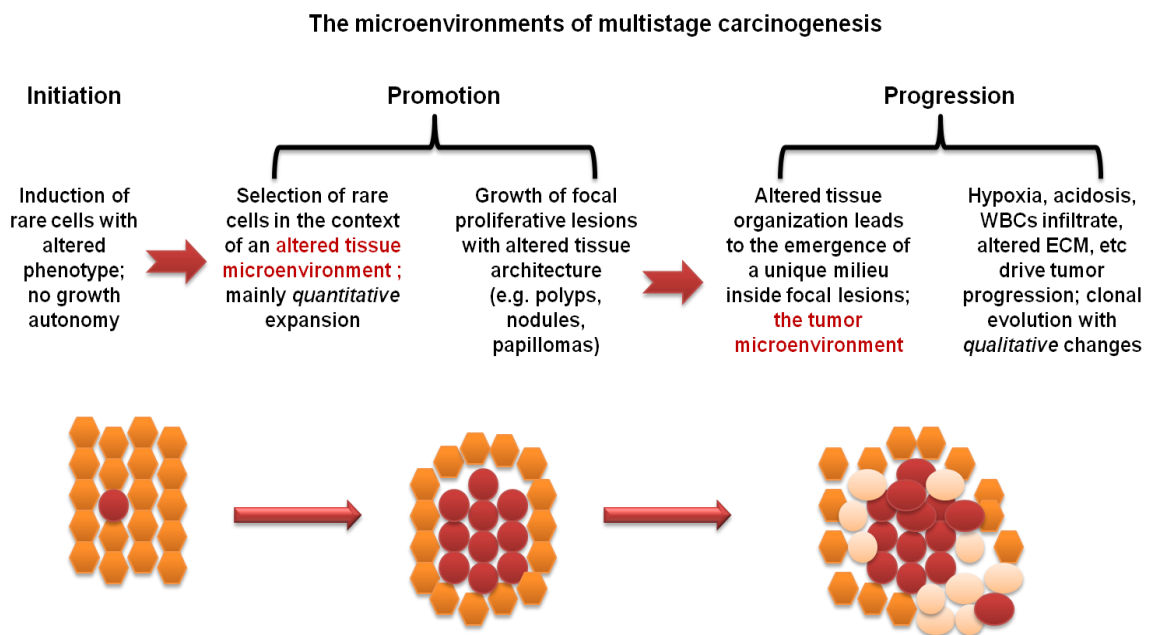 The microenvironments of multistage carcinogenesis
Initiation
Promotion
Progression
Induction of
rare cells with
altered
phenotype;
no growth
autonomy
Selection of rare
cells in the context
of an altered tissue
microenvironment ;
mainly quantitative
expansion
Growth of focal
proliferative lesions
with altered tissue
architecture
(e.g. polyps,
nodules,
papillomas)
Altered tissue
organization leads
to the emergence of
a unique milieu
inside focal lesions;
the tumor
microenvironment
Hypoxia, acidosis,
WBCs infiltrate,
altered ECM, etc
drive tumor
progression; clonal
evolution with
qualitative changes